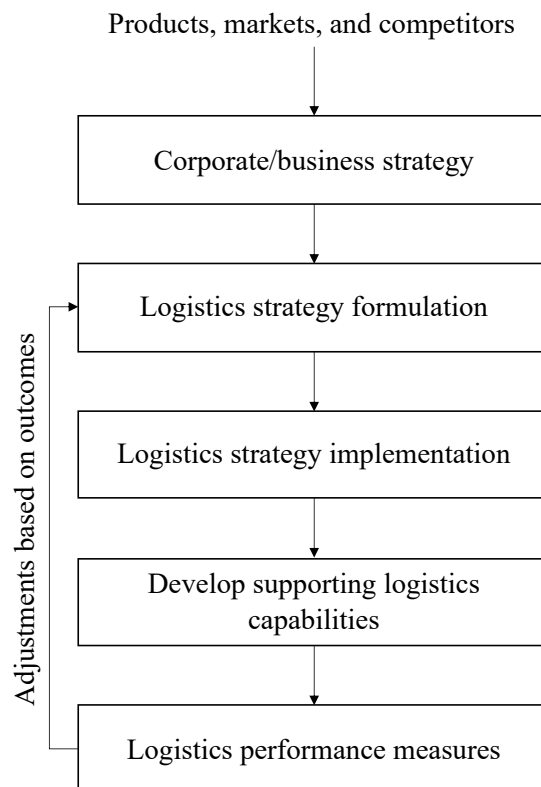 Products, markets, and competitors
Corporate/business strategy
Logistics strategy formulation
Logistics strategy implementation
Develop supporting logistics
capabilities
Logistics performance measures
Adjustments based on outcomes